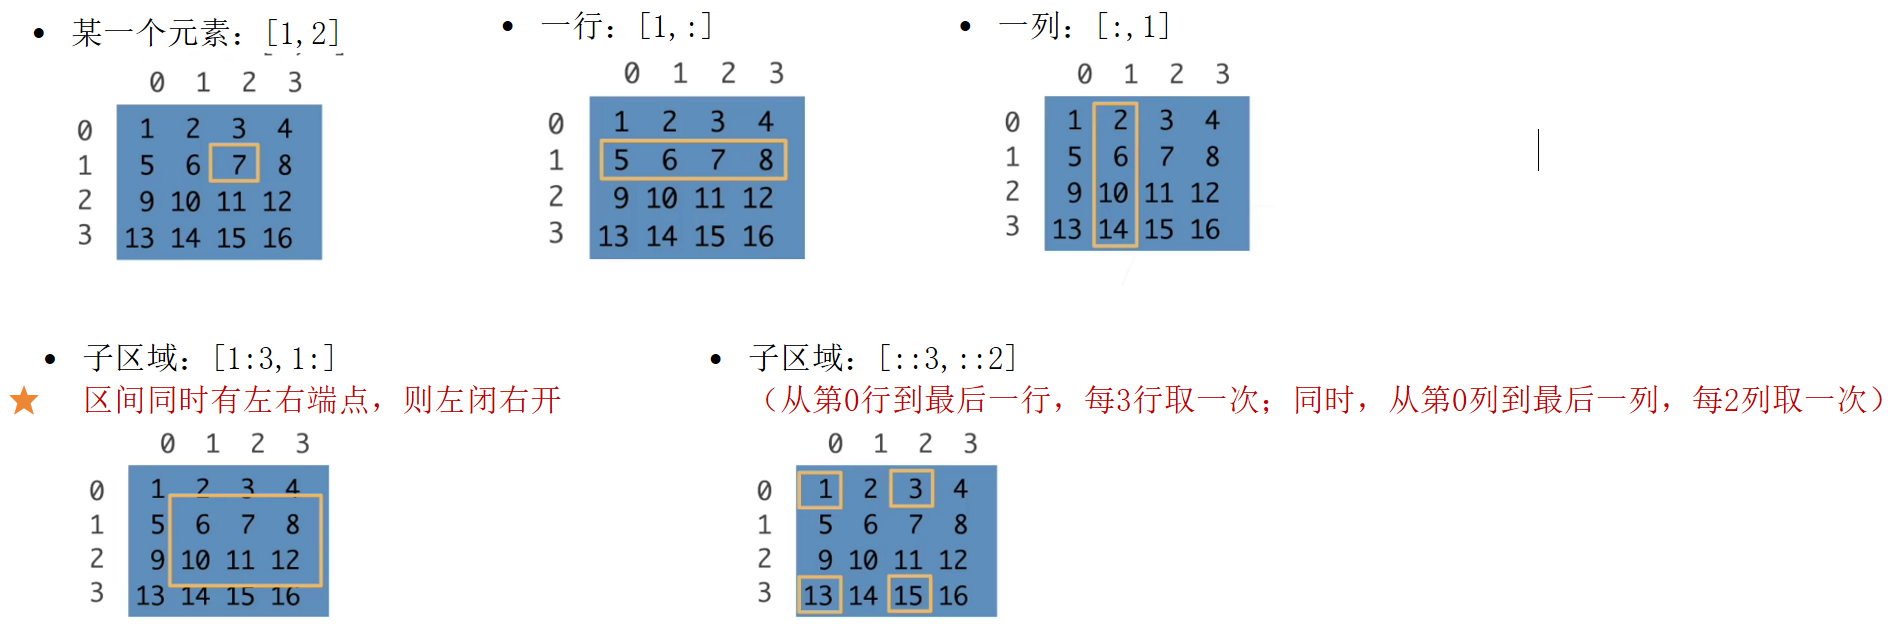 • 某一个元素：[1,2]
0 1 2 3
0 1 2 3 4
1 5 6 7 8
2 9 10 11 12
3 13 14 15 16
• 一行：[1,:]
0 1 2 3
0 1 2 3 4
1 5 6 7 8
2 9 10 11 12
3 13 14 15 16
• 一列：[:,1]
0 1 2 3
0 1 2 3 4
1 5 6 7 8
2 9 10 11 12
3 13 14 15 16
• 子区域：[1:3,1:]
★ 区间同时有左右端点，则左闭右开
0 1 2 3
0 1 2 3 4
1 5 6 7 8
2 9 10 11 12
3 13 14 15 16
• 子区域：[::3,::2]
（从第0行到最后一行，每3行取一次；同时，从第0列到最后一列，每2列取一次）
0 1 2 3
0 1 2 3 4
1 5 6 7 8
2 9 10 11 12
3 13 14 15 16